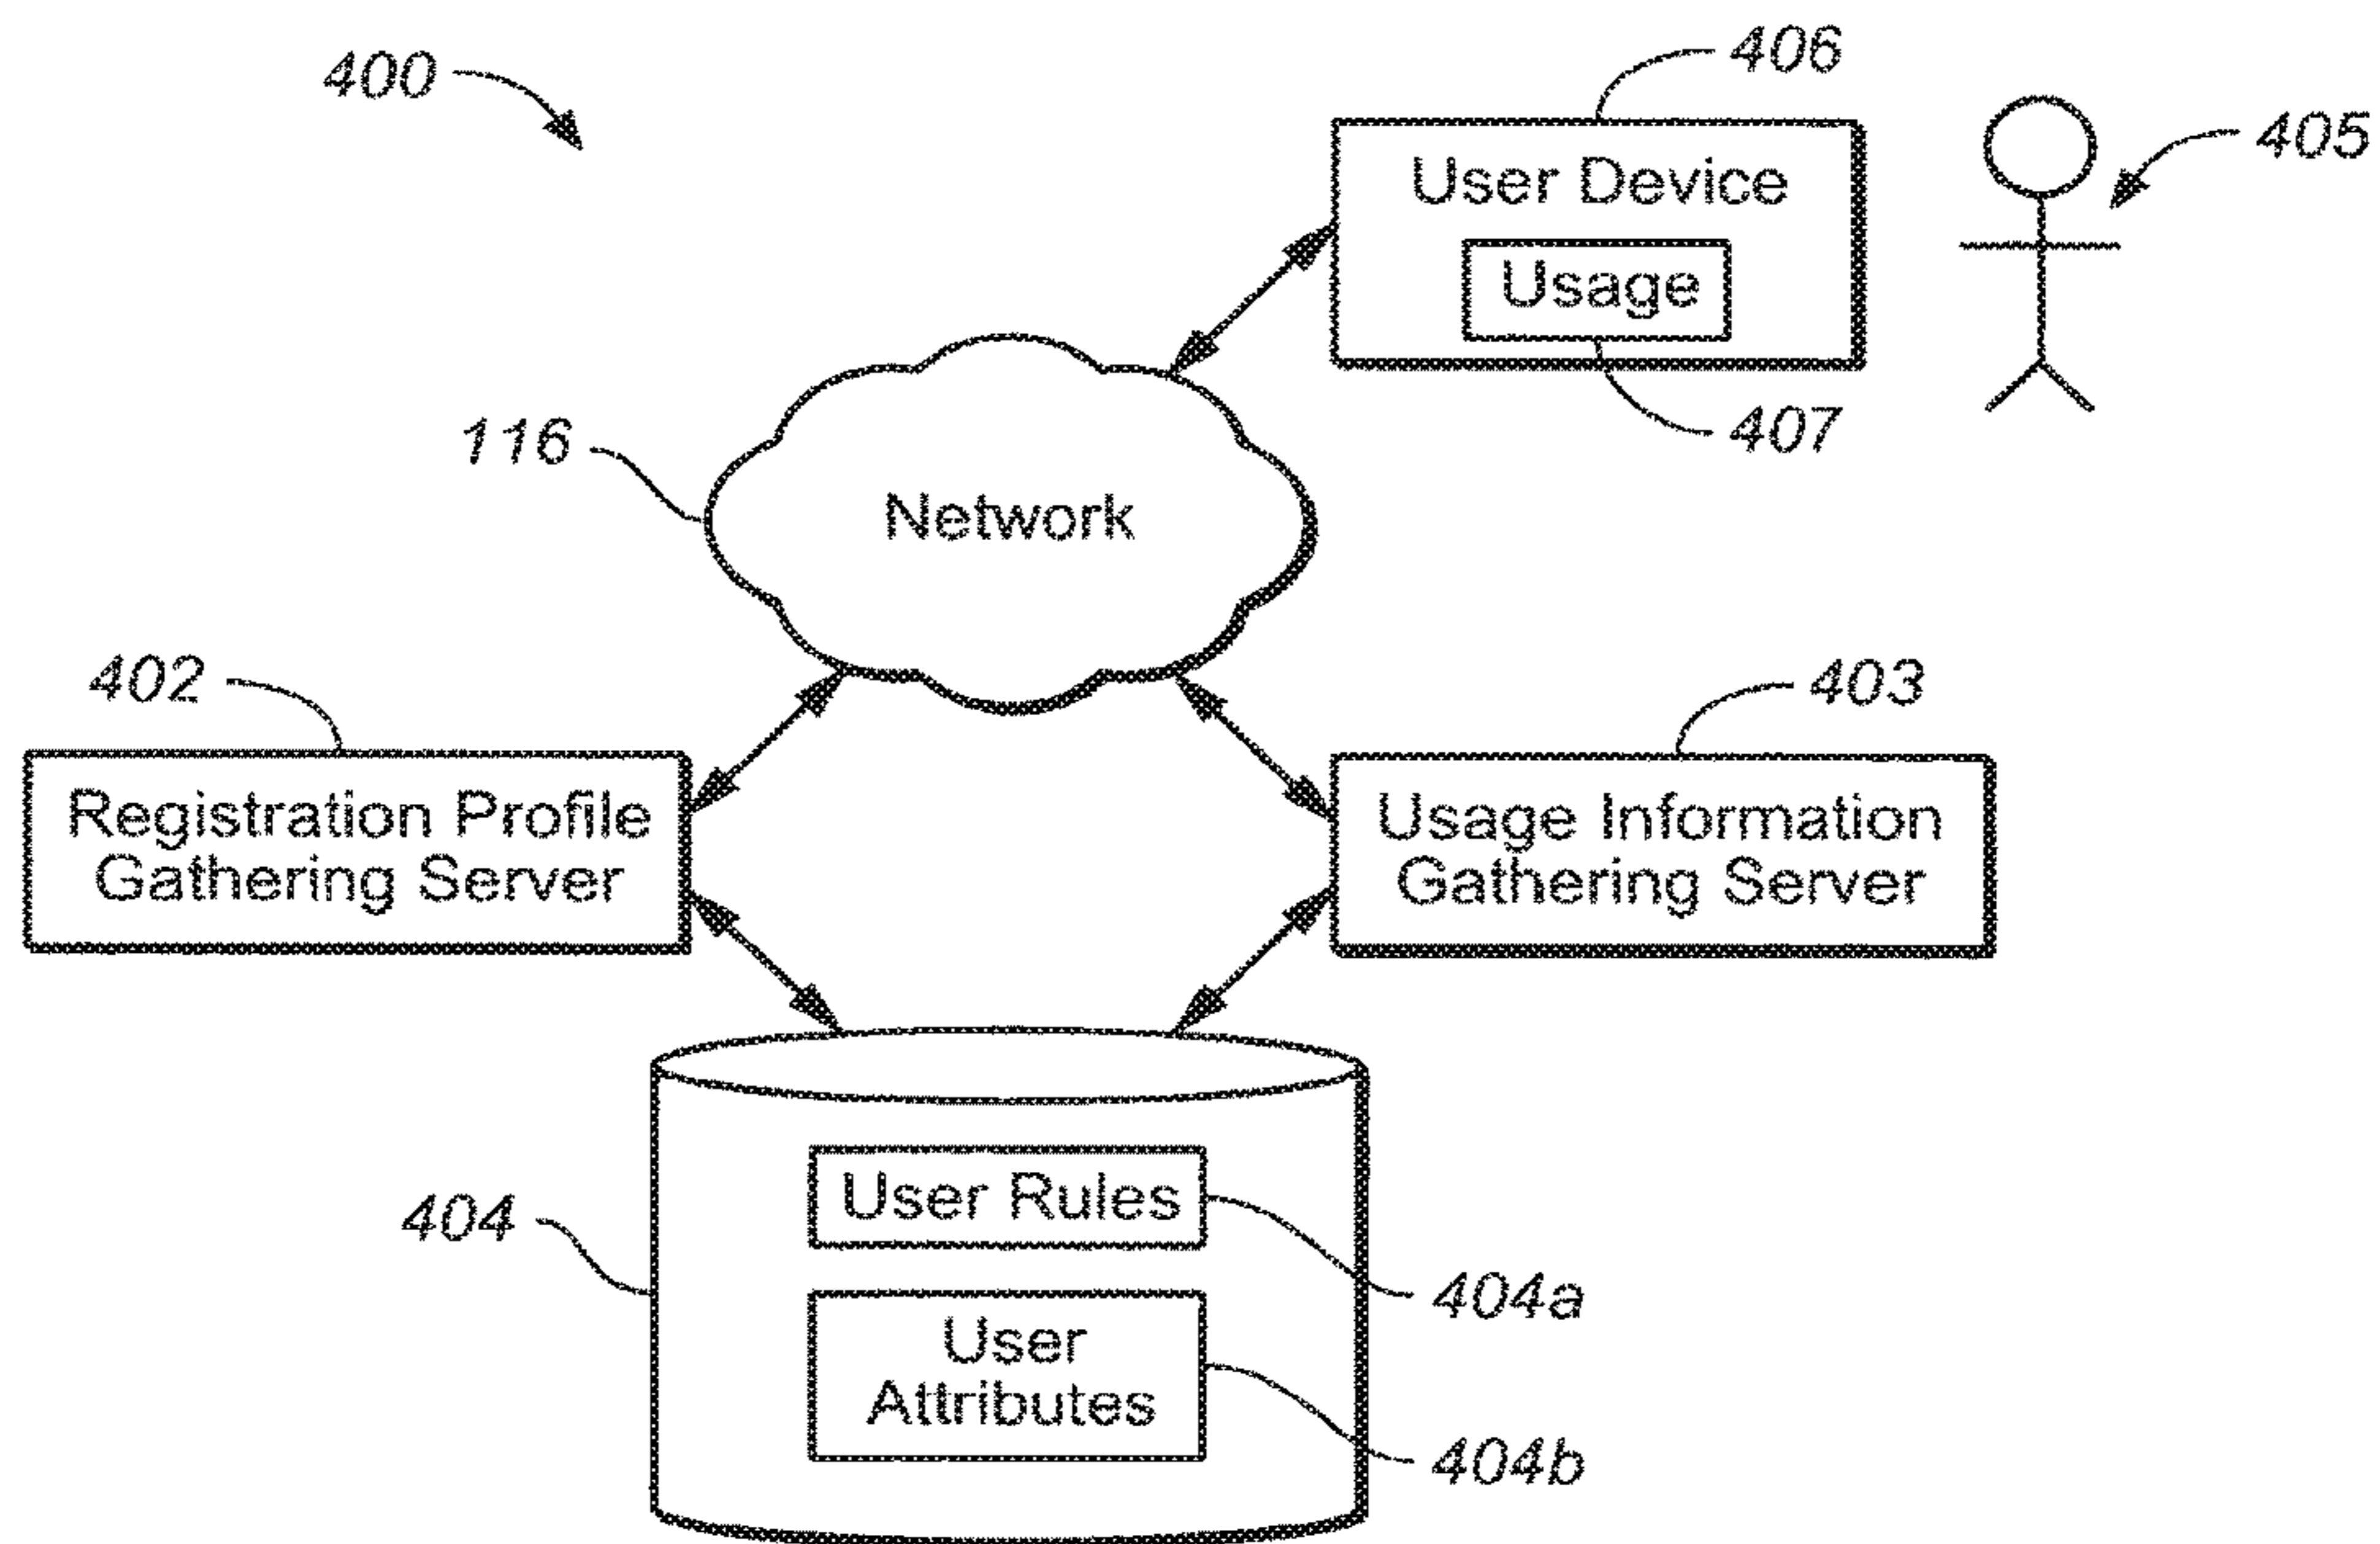 400
406
405
User Device
Usage
407
116
Network
402
403
Registration Profile
Gathering Server
Usage Information
Gathering Server
404
User Rules
404a
User
Attributes
404b